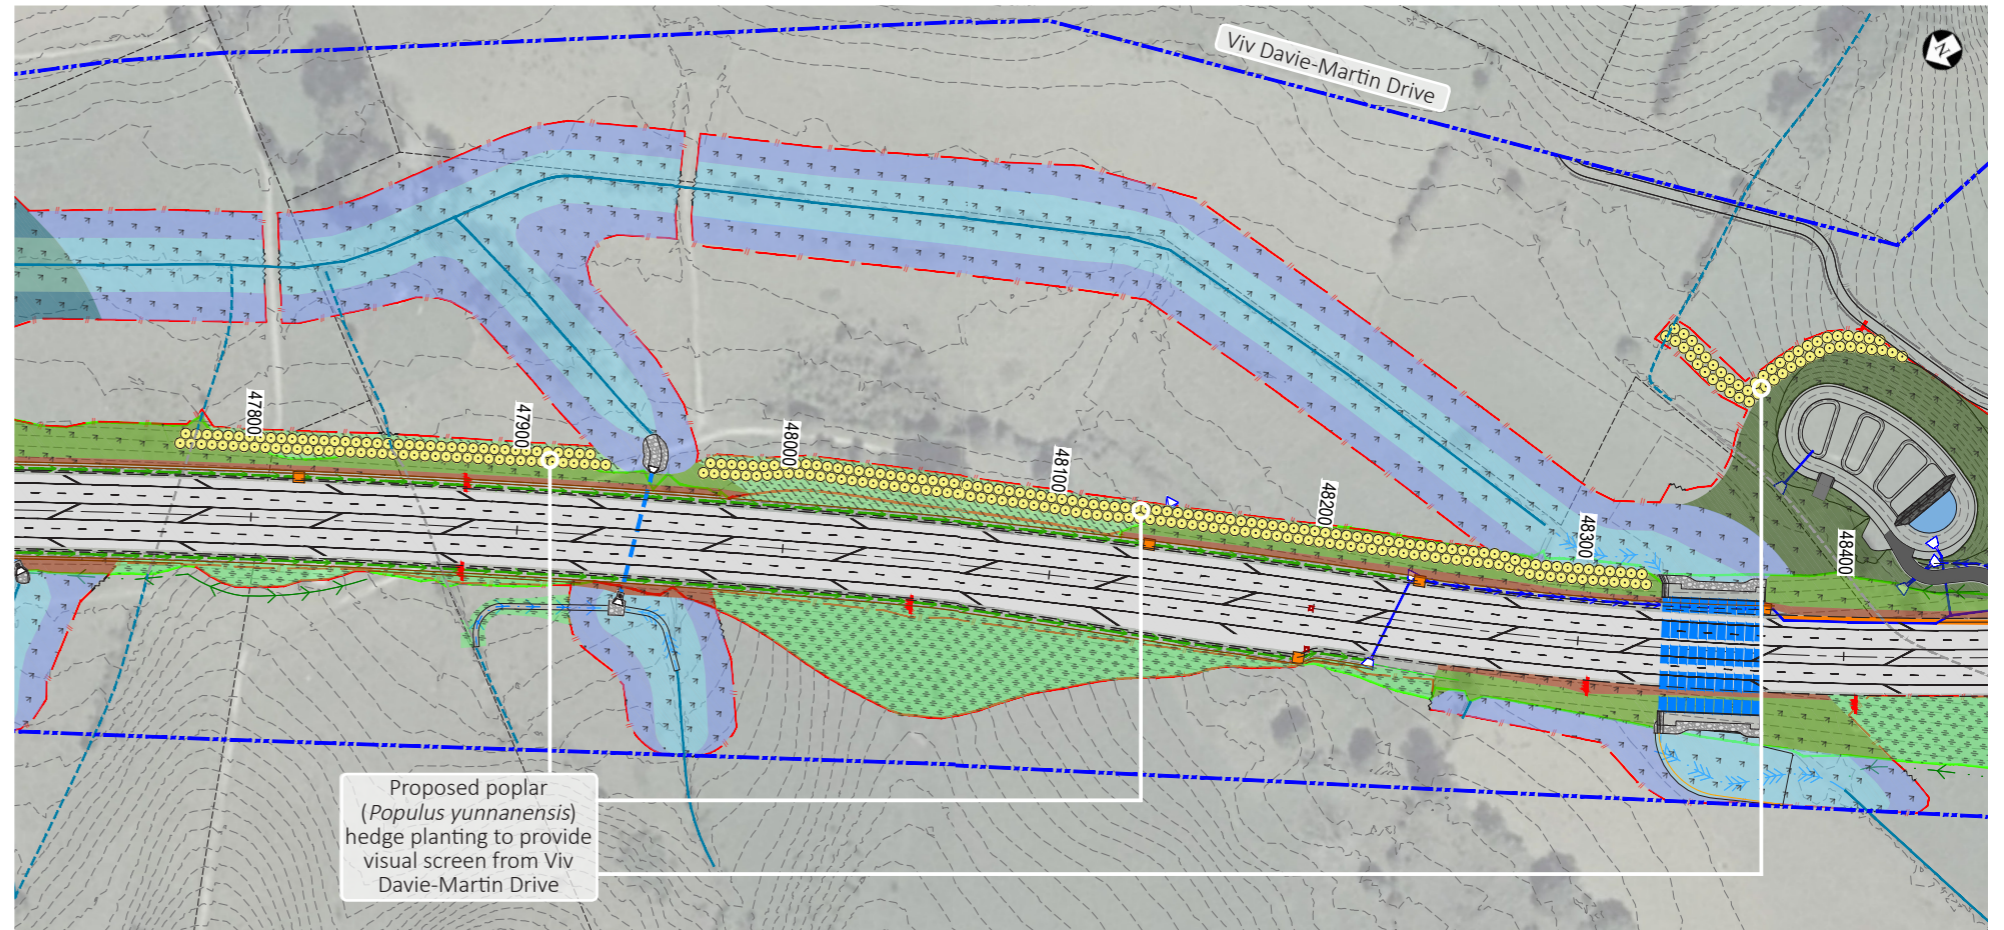 Viv Davie-Martin Drive
N
47800
47900
48000
48100
48200
48300
48400
Proposed poplar
(Populus yunnanensis)
hedge planting to provide
visual screen from Viv
Davie-Martin Drive